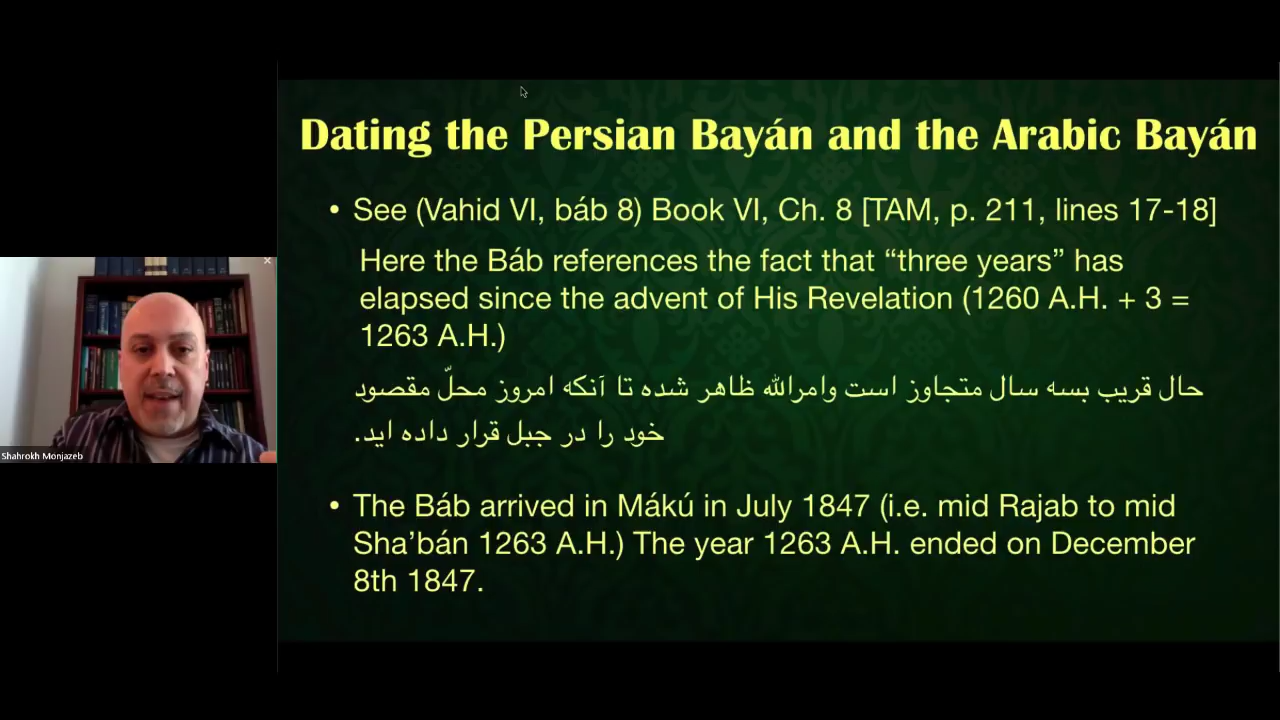 Dating the Persian Bayán and the Arabic Bayán
• See (Vahid VI, báb 8) Book VI, Ch. 8 [TAM, p. 211, lines 17-18]
Here the Báb references the fact that “three years” has
elapsed since the advent of His Revelation (1260 A.H. + 3 =
1263 A.H.)
حال قریب بسه سال متجاوز است وامرالله ظاهر شده تا آنکه امروز محلّ مقصود
خود را در جبل قرار داده اید.
• The Báb arrived in Mákú in July 1847 (i.e. mid Rajab to mid
Sha’bán 1263 A.H.) The year 1263 A.H. ended on December
8th 1847.
Shahrokh Monjazeb